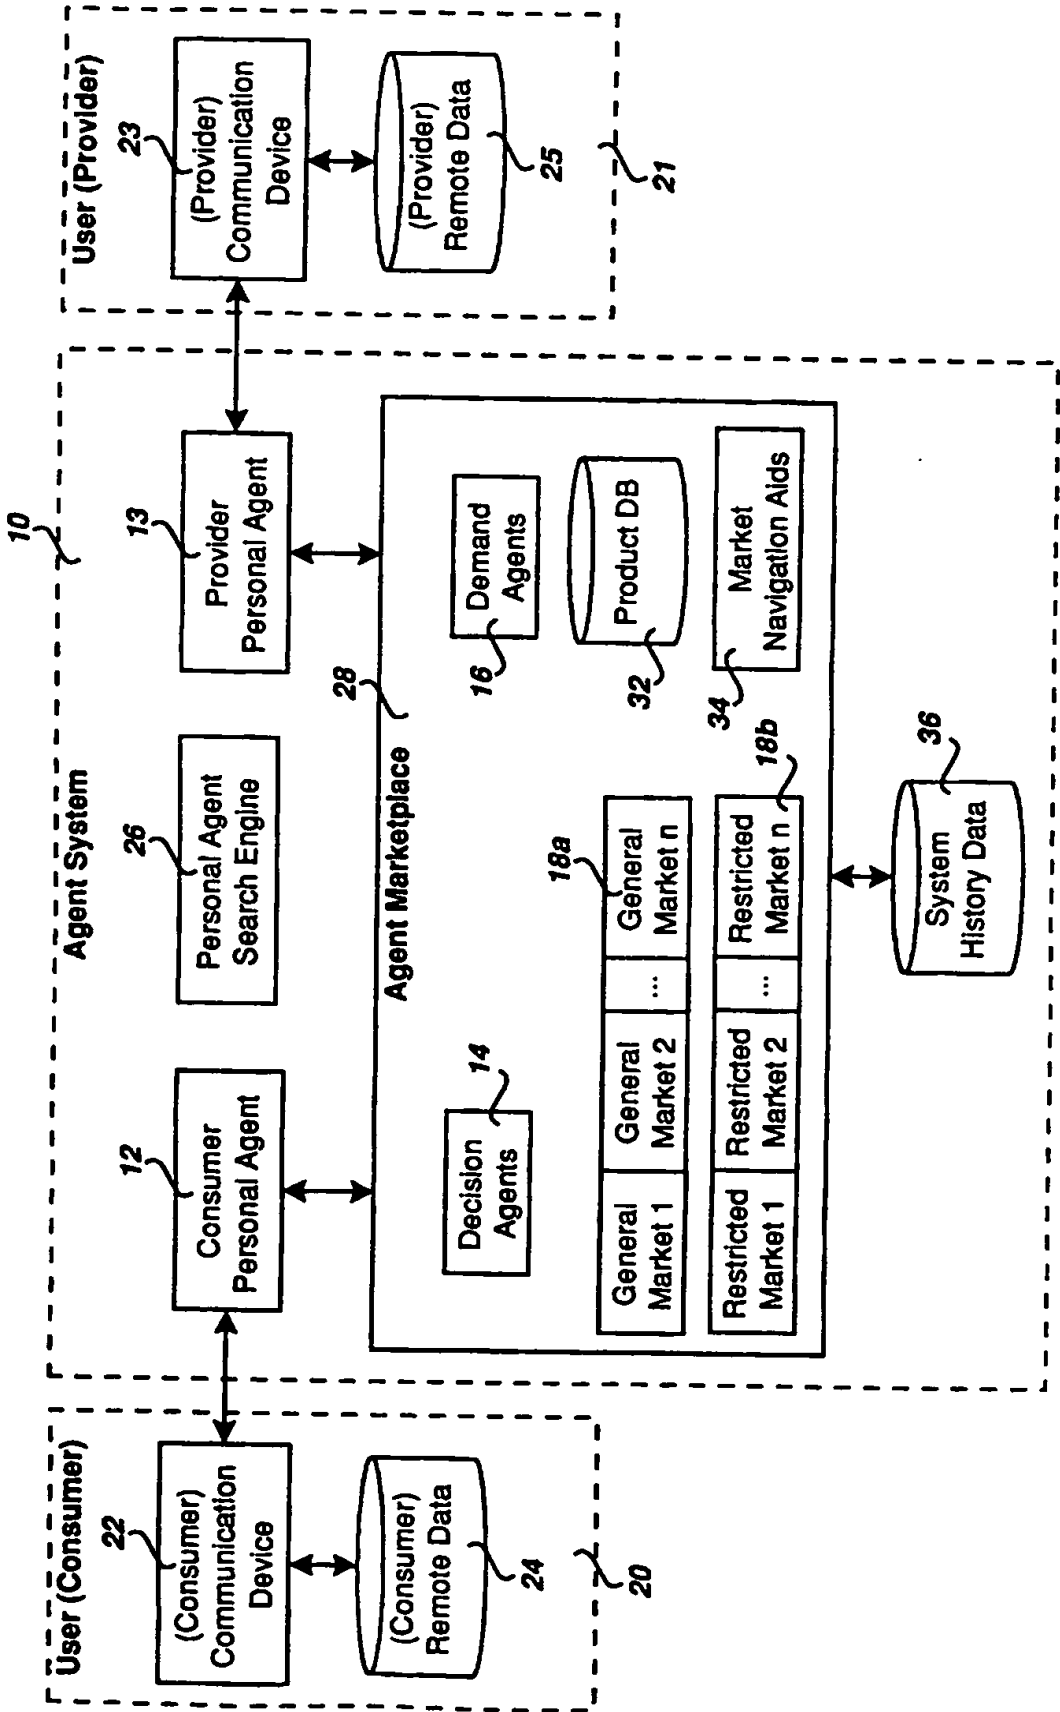 User (Consumer)
22
(Consumer)
Communication
Device
(Consumer)
Remote Data
24
20
10
Agent System
12
Consumer
Personal Agent
26
Personal Agent
Search Engine
13
Provider
Personal Agent
Agent Marketplace
28
14
Decision
Agents
Demand
Agents
16
18a
General
Market 1
General
Market 2
...
General
Market n
Product DB
32
18b
Restricted
Market 1
Restricted
Market 2
...
Restricted
Market n
Market
Navigation Aids
34
System
History Data
36
User (Provider)
23
(Provider)
Communication
Device
(Provider)
Remote Data
25
21